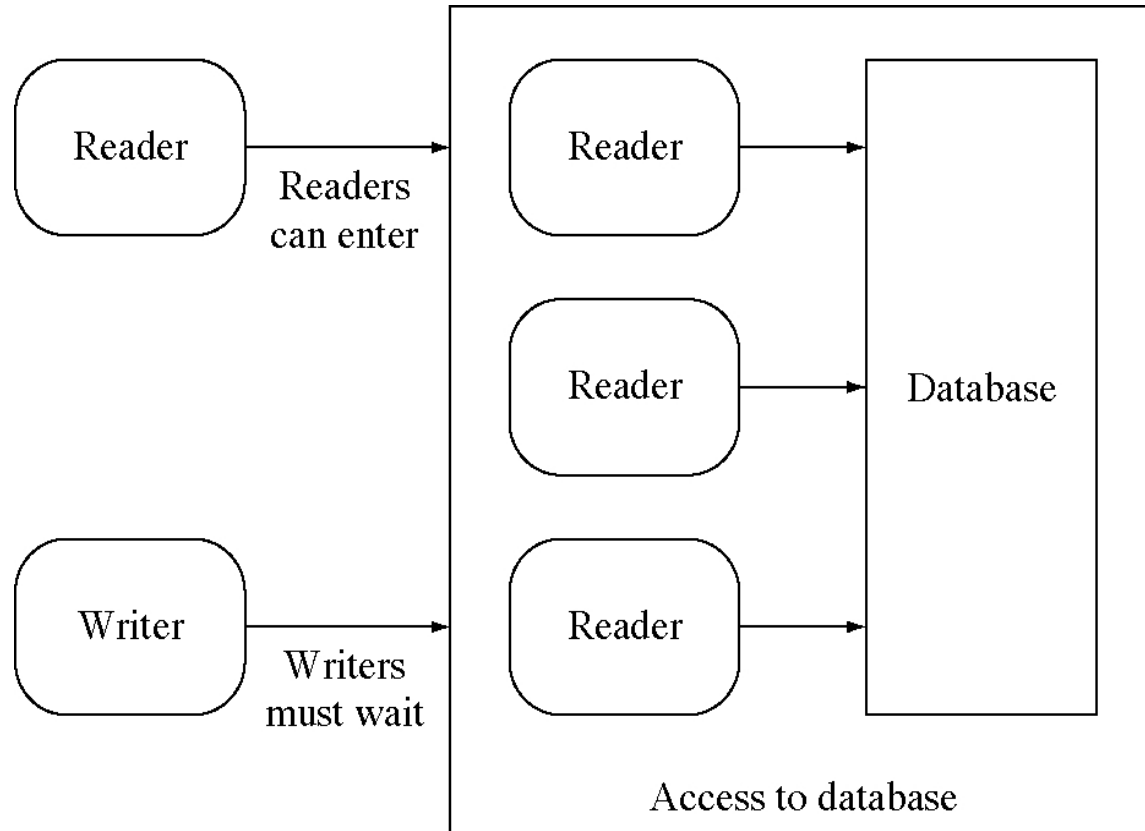 Reader
Readers
can enter
Writer
Writers
must wait
Reader
Reader
Reader
Database
Access to database